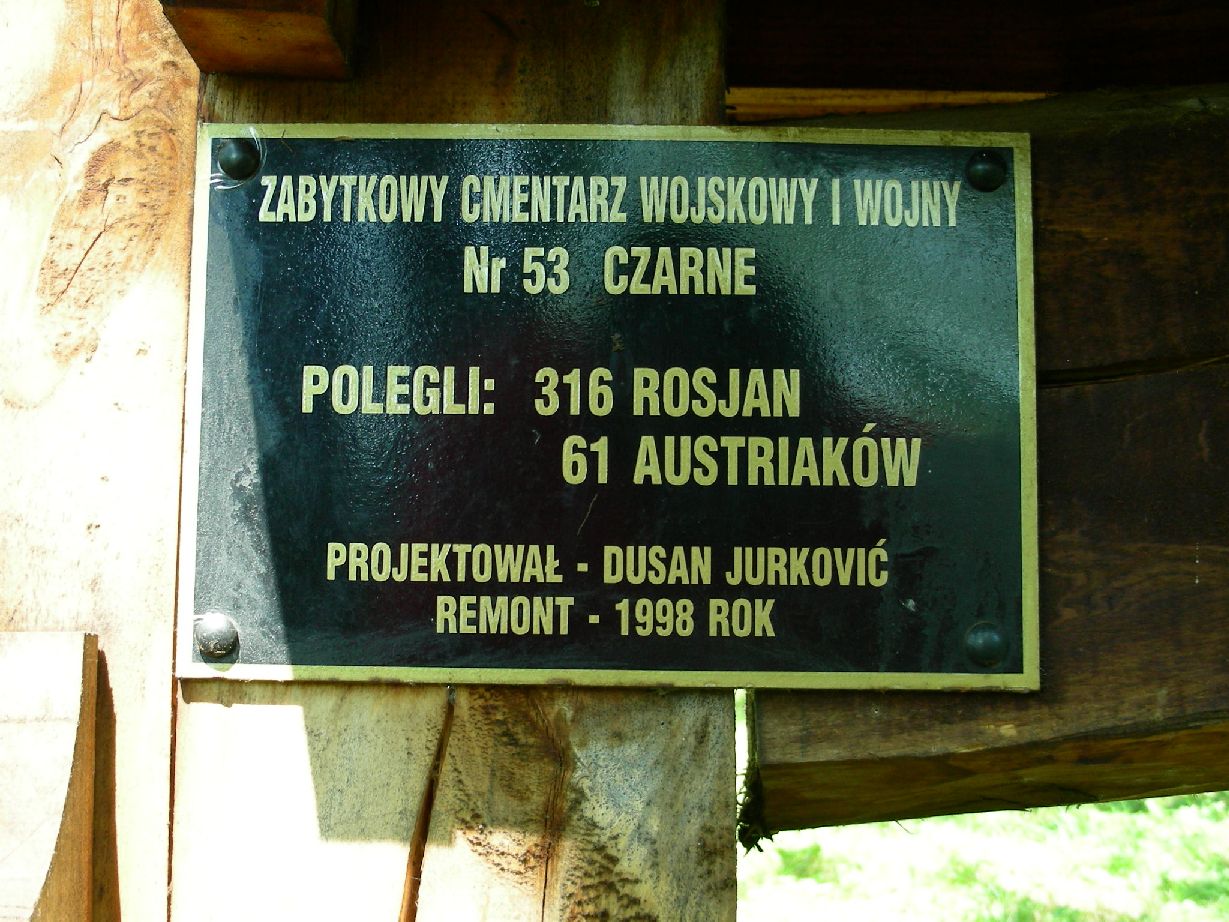 ZABYTKOWY CMENTARZ WOJSKOWY I WOJNY
Nr 53 CZARNE
POLEGLI: 316 ROSJAN
61 AUSTRIAKÓW
PROJEKTOWAŁ - DUSAN JURKOVIĆ
REMONT - 1998 ROK